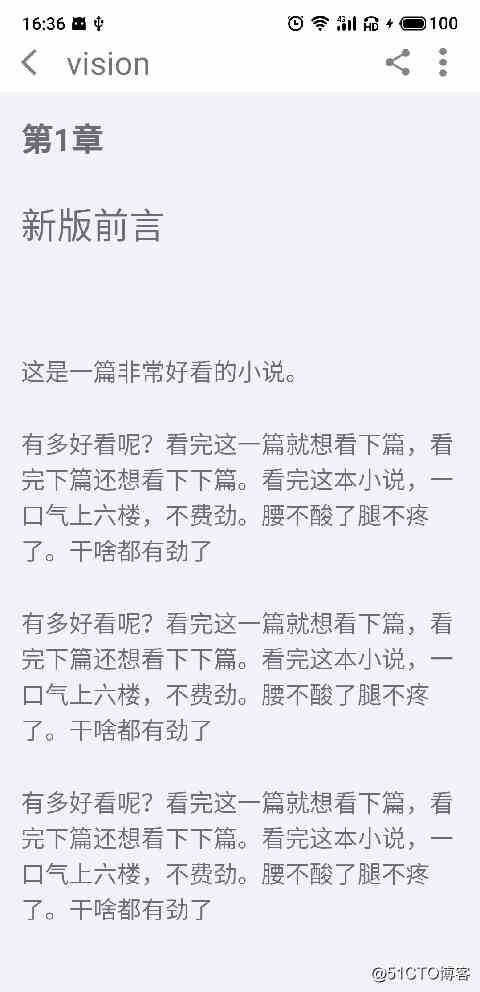 16:36
4G
HD
100
vision
第1章
新版前言
这是一篇非常好看的小说。
有多好看呢？看完这一篇就想看下篇，看
完下篇还想看下下篇。看完这本小说，一
口气上六楼，不费劲。腰不酸了腿不疼
了。干啥都有劲了
有多好看呢？看完这一篇就想看下篇，看
完下篇还想看下下篇。看完这本小说，一
口气上六楼，不费劲。腰不酸了腿不疼
了。干啥都有劲了
有多好看呢？看完这一篇就想看下篇，看
完下篇还想看下下篇。看完这本小说，一
口气上六楼，不费劲。腰不酸了腿不疼
了。干啥都有劲了
@51CTO博客